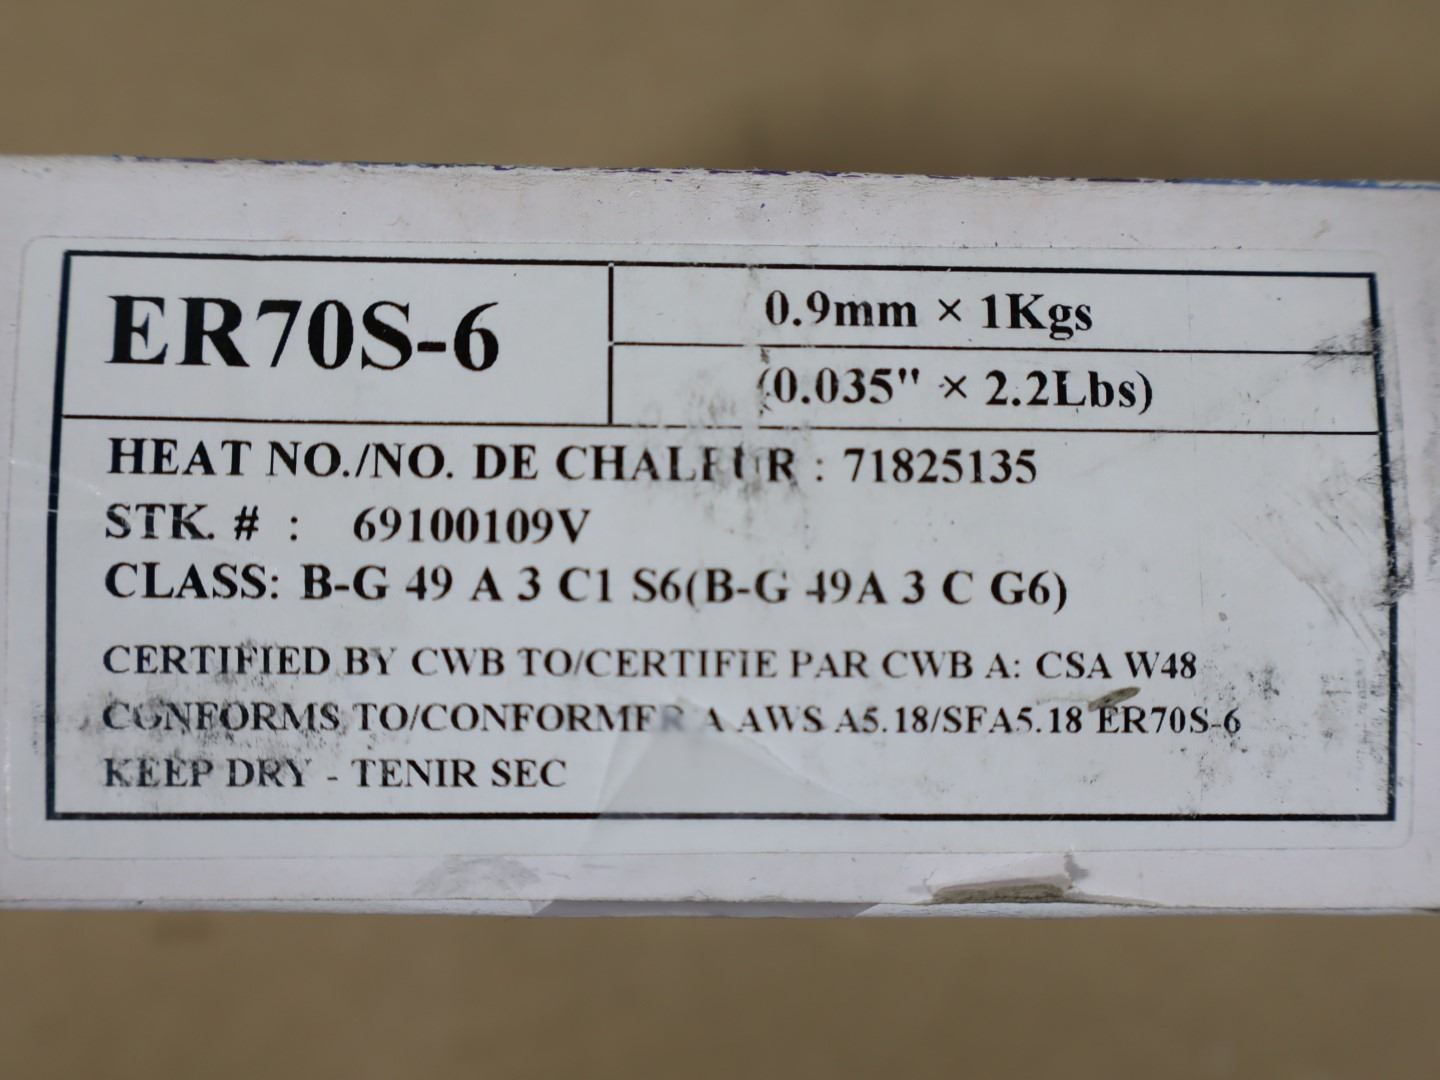 ER70S-6
0.9mm × 1Kgs
(0.035" × 2.2Lbs)
HEAT NO./NO. DE CHALEUR : 71825135
STK. # : 69100109V
CLASS: B-G 49 A 3 C1 S6(B-G 49A 3 C G6)
CERTIFIED BY CWB TO/CERTIFIE PAR CWB A: CSA W48
CONFORMS TO/CONFORMER A AWS A5.18/SFA5.18 ER70S-6
KEEP DRY - TENIR SEC